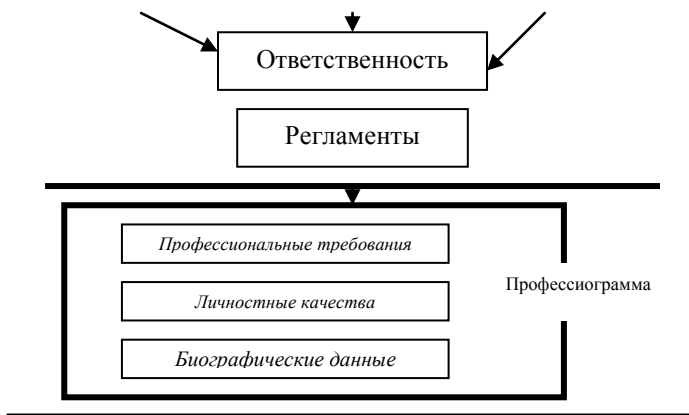 Ответственность
Регламенты
Профессиональные требования
Личностные качества
Профессиограмма
Биографические данные